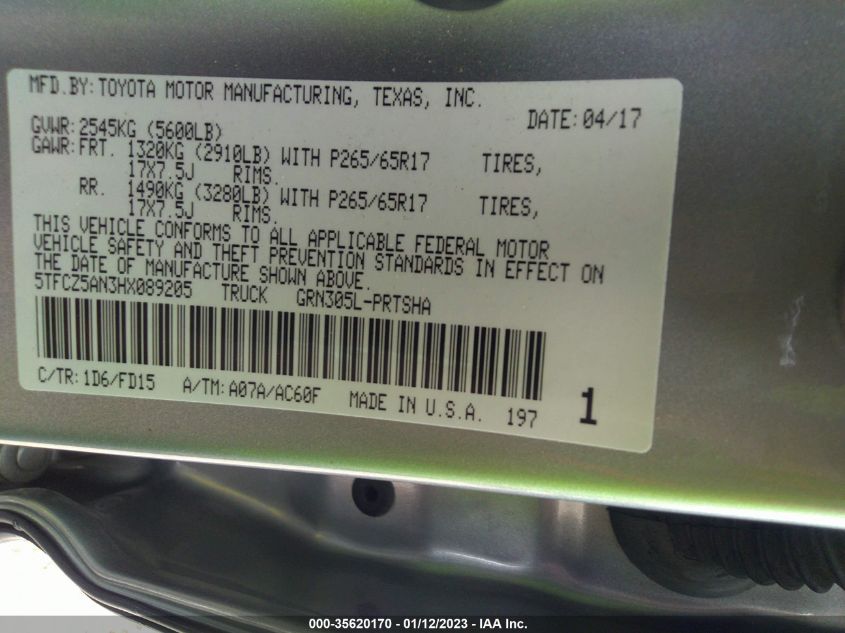 MFD.BY:TOYOTA MOTOR MANUFACTURING, TEXAS, INC.
DATE:04/17
GVWR:2545KG (5600LB)
GAWR:FRT. 1320KG (2910LB) WITH P265/65R17 TIRES,
17X7.5J RIMS.
RR. 1490KG (3280LB) WITH P265/65R17 TIRES,
17X7.5J RIMS.
THIS VEHICLE CONFORMS TO ALL APPLICABLE FEDERAL MOTOR
VEHICLE SAFETY AND THEFT PREVENTION STANDARDS IN EFFECT ON
THE DATE OF MANUFACTURE SHOWN ABOVE.
5TFCZ5AN3HX089205 TRUCK GRN305L-PRTSHA
C/TR:1D6/FD15 A/TM:A07A/AC60F MADE IN U.S.A. 197 1
000-35620170 - 01/12/2023 - IAA Inc.